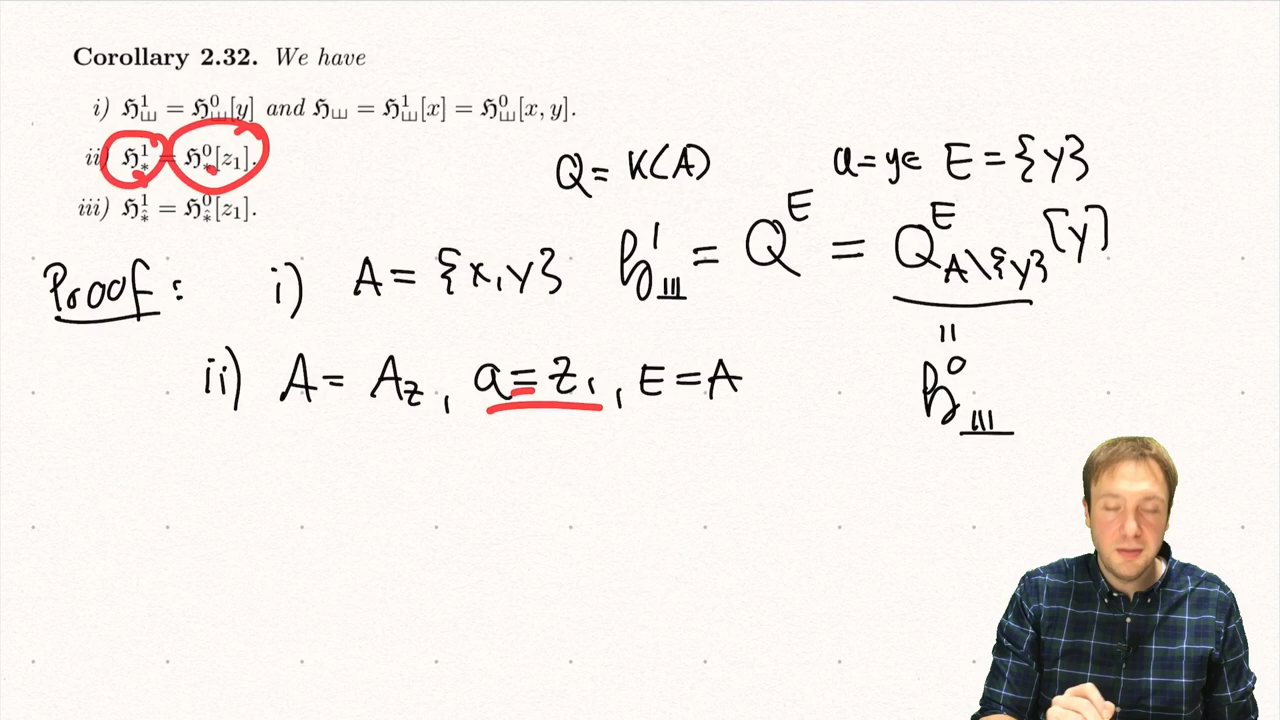 Corollary 2.32. We have
i) ℌ¹_ш = ℌ⁰_ш[y] and ℌ_ш = ℌ¹_ш[x] = ℌ⁰_ш[x, y].
ii) ℌ¹_* = ℌ⁰_*[z₁].
iii) ℌ¹_*̂ = ℌ⁰_*̂[z₁].
Q = K⟨A⟩ a = y ∈ E = {y}
Proof: i) A = {x, y} ℌ¹_ш = Q^E = Q^E_{A\{y}}[y]
=
ℌ⁰_ш
ii) A = A_z, a = z₁, E = A